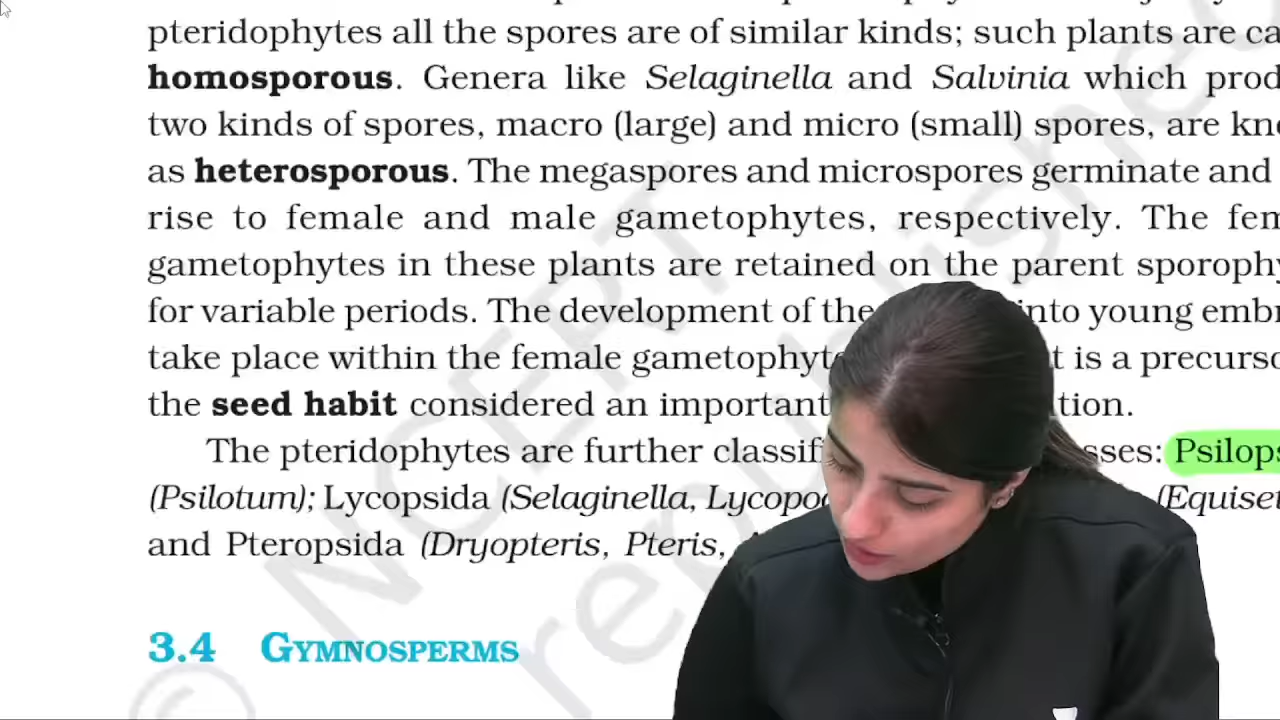 pteridophytes all the spores are of similar kinds; such plants are ca
homosporous. Genera like Selaginella and Salvinia which prod
two kinds of spores, macro (large) and micro (small) spores, are kn
as heterosporous. The megaspores and microspores germinate and
rise to female and male gametophytes, respectively. The fem
gametophytes in these plants are retained on the parent sporophy
for variable periods. The development of the into young embr
take place within the female gametophyt t is a precurso
the seed habit considered an important tion.
The pteridophytes are further classif sses: Psilops
(Psilotum); Lycopsida (Selaginella, Lycopo (Equise
and Pteropsida (Dryopteris, Pteris,
3.4 GYMNOSPERMS
© NCERT
republished